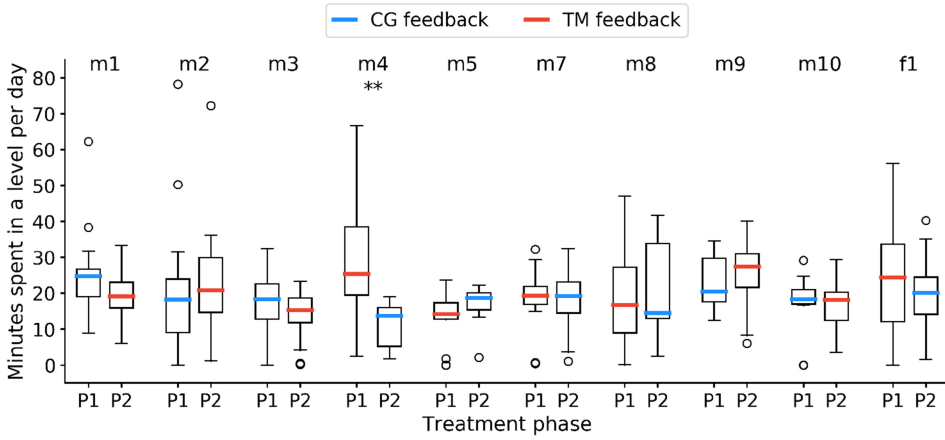 CG feedback TM feedback
m1 m2 m3 m4 m5 m7 m8 m9 m10 f1
**
Minutes spent in a level per day
80
70
60
50
40
30
20
10
0
P1 P2 P1 P2 P1 P2 P1 P2 P1 P2 P1 P2 P1 P2 P1 P2 P1 P2 P1 P2
Treatment phase